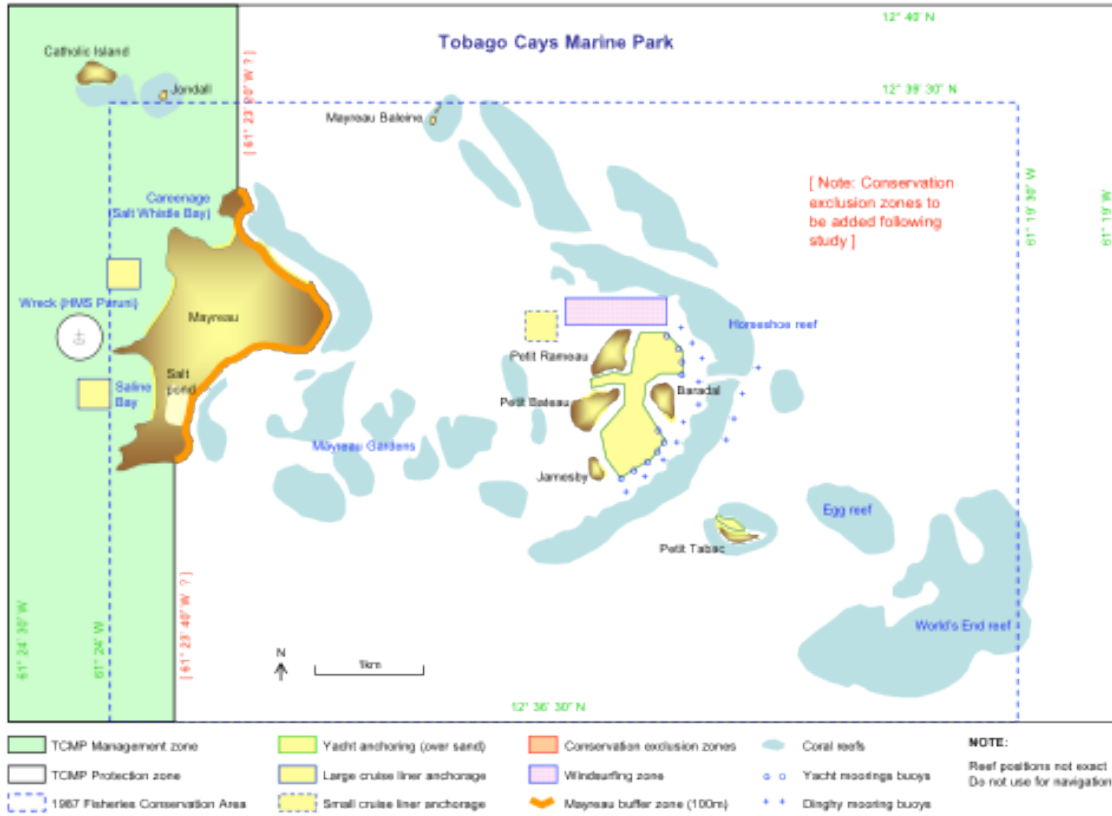 12° 40' N
Tobago Cays Marine Park
Catholic Island
Jondall
[ 61° 23' 20" W ? ]
12° 39' 30" N
Mayreau Baleine
[ Note: Conservation
exclusion zones to
be added following
study ]
61° 19' 30" W
61° 19' W
Careenage
(Salt Whistle Bay)
Wreck (HMS Paruni)
Mayreau
Horseshoe reef
Petit Rameau
Salt
pond
Saline
Bay
Petit Bateau
Baradal
Mayreau Gardens
Jamesby
Egg reef
Petit Tabac
[ 61° 23' 40" W ? ]
61° 24' 30" W
61° 24' W
World's End reef
N
1km
12° 36' 30" N
TCMP Management zone
Yacht anchoring (over sand)
Conservation exclusion zones
Coral reefs
NOTE:
TCMP Protection zone
Large cruise liner anchorage
Windsurfing zone
Yacht moorings buoys
Reef positions not exact
Do not use for navigation
1987 Fisheries Conservation Area
Small cruise liner anchorage
Mayreau buffer zone (100m)
Dinghy mooring buoys